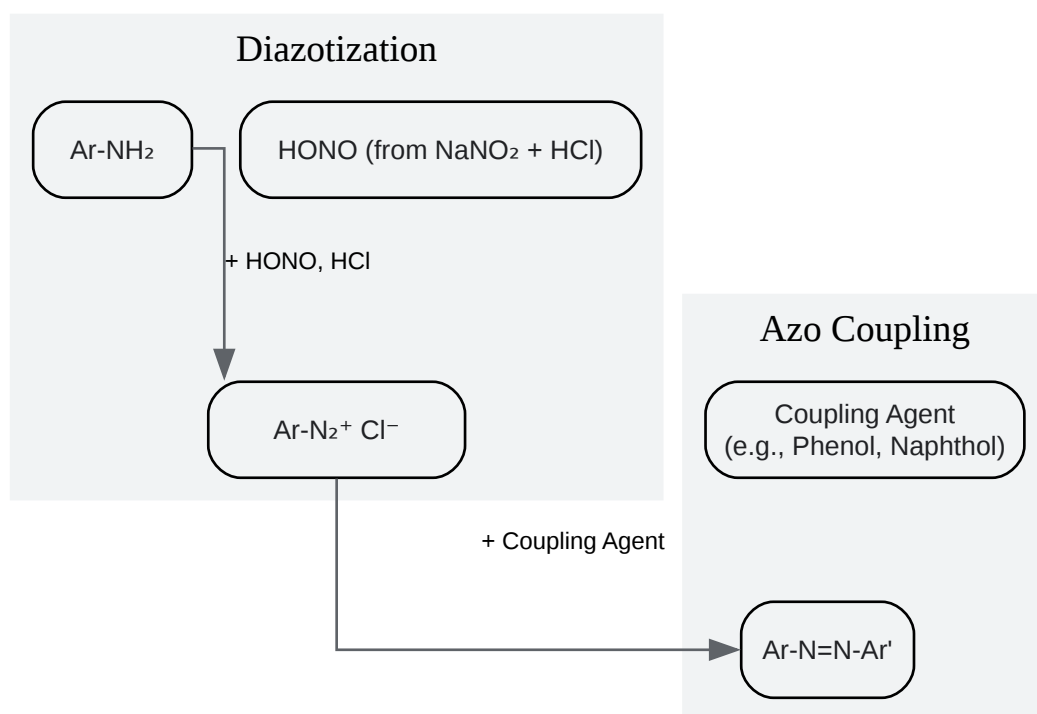 Diazotization
Ar-NH₂
HONO (from NaNO₂ + HCl)
+ HONO, HCl
Ar-N₂⁺ Cl⁻
Azo Coupling
Coupling Agent
(e.g., Phenol, Naphthol)
+ Coupling Agent
Ar-N=N-Ar'